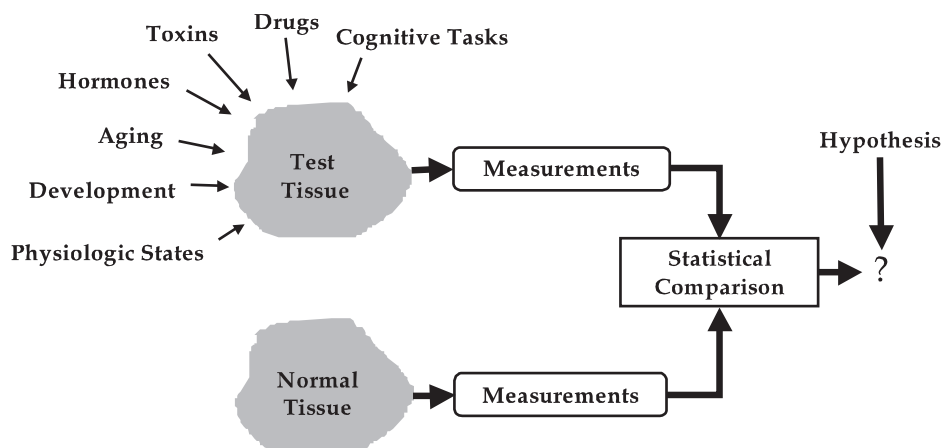 Drugs
Toxins
Cognitive Tasks
Hormones
Aging
Development
Physiologic States
Test
Tissue
Measurements
Hypothesis
Statistical
Comparison
?
Normal
Tissue
Measurements